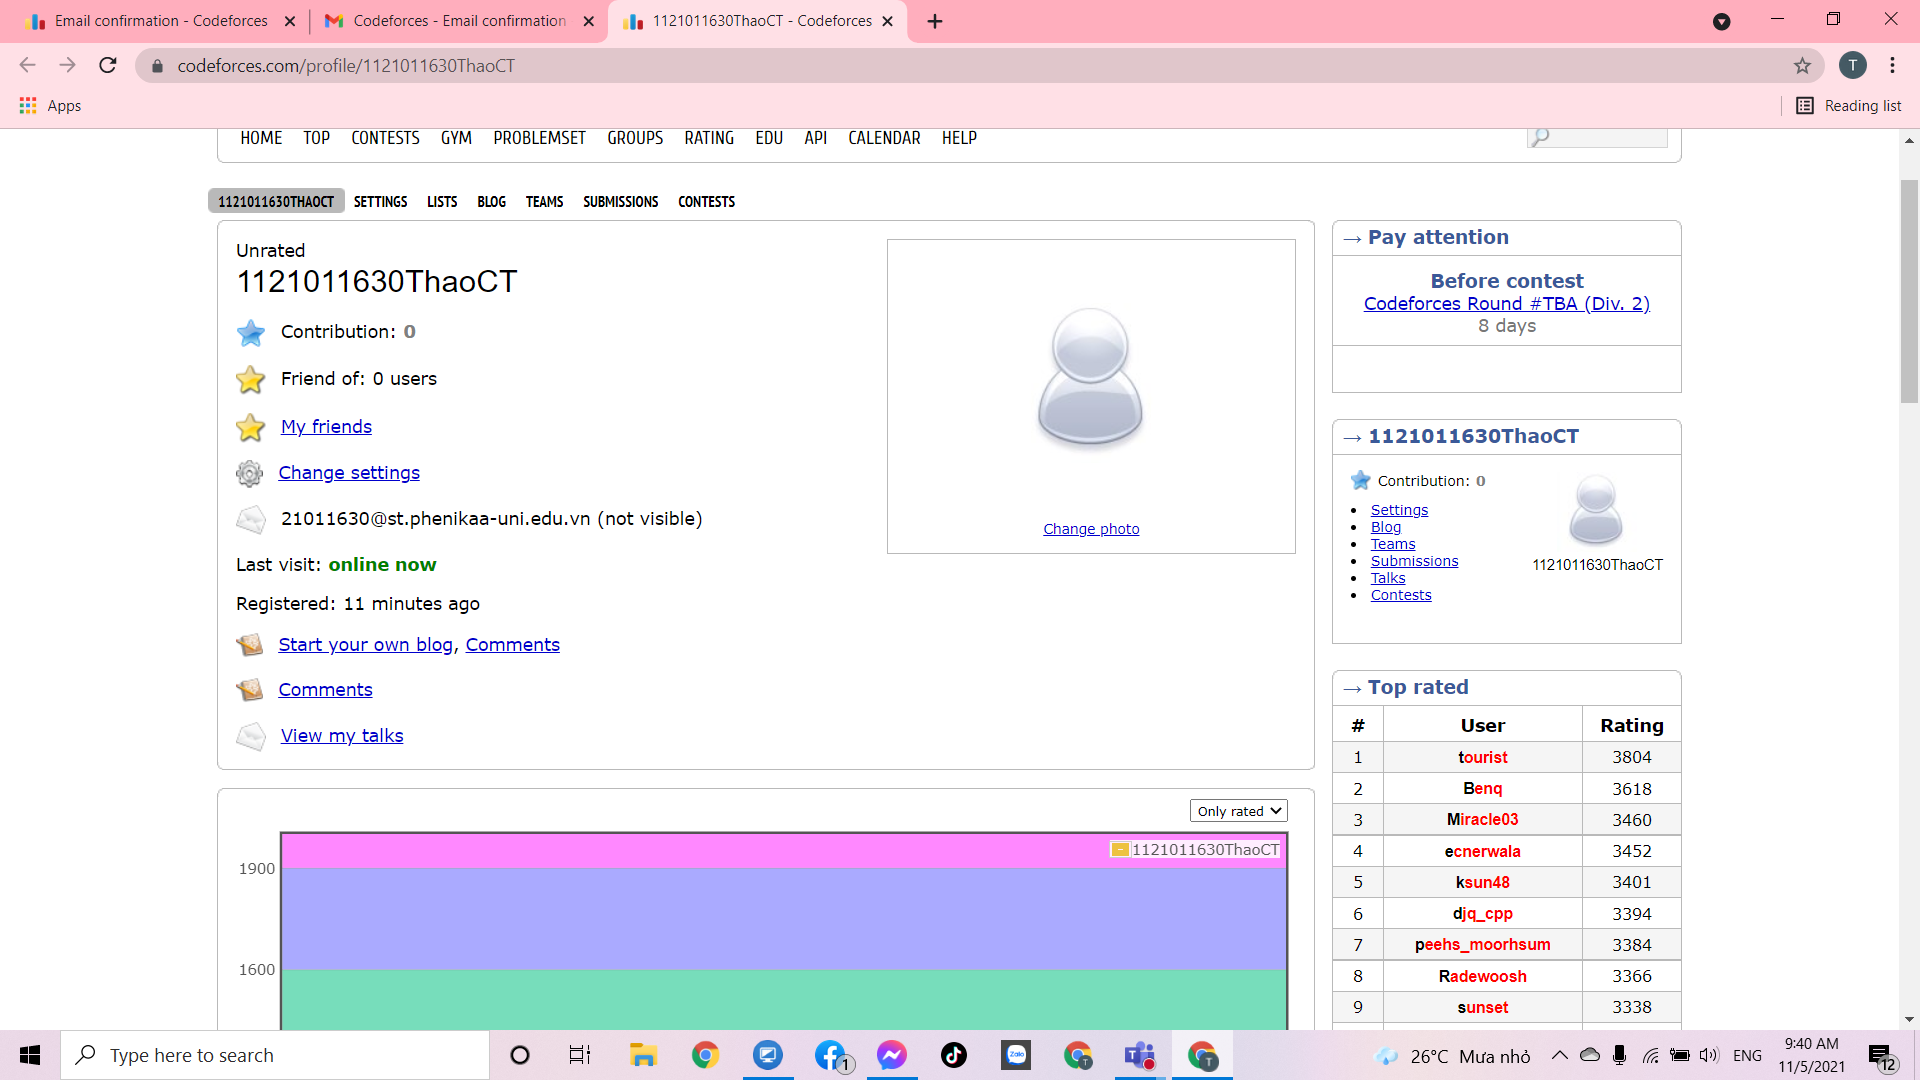 Email confirmation - Codeforces
Codeforces - Email confirmation
1121011630ThaoCT - Codeforces
codeforces.com/profile/1121011630ThaoCT
T
Apps
Reading list
HOME TOP CONTESTS GYM PROBLEMSET GROUPS RATING EDU API CALENDAR HELP
1121011630THAOCT SETTINGS LISTS BLOG TEAMS SUBMISSIONS CONTESTS
Unrated
1121011630ThaoCT
Contribution: 0
Friend of: 0 users
My friends
Change settings
21011630@st.phenikaa-uni.edu.vn (not visible)
Last visit: online now
Registered: 11 minutes ago
Start your own blog, Comments
Comments
View my talks
Change photo
Only rated
1121011630ThaoCT
1900
1600
→ Pay attention
Before contest
Codeforces Round #TBA (Div. 2)
8 days
→ 1121011630ThaoCT
Contribution: 0
Settings
Blog
Teams
Submissions
Talks
Contests
1121011630ThaoCT
→ Top rated
# User Rating
1 tourist 3804
2 Benq 3618
3 Miracle03 3460
4 ecnerwala 3452
5 ksun48 3401
6 djq_cpp 3394
7 peehs_moorhsum 3384
8 Radewoosh 3366
9 sunset 3338
Type here to search
1
Zalo
T
T
26°C Mưa nhỏ
ENG
9:40 AM
11/5/2021
12